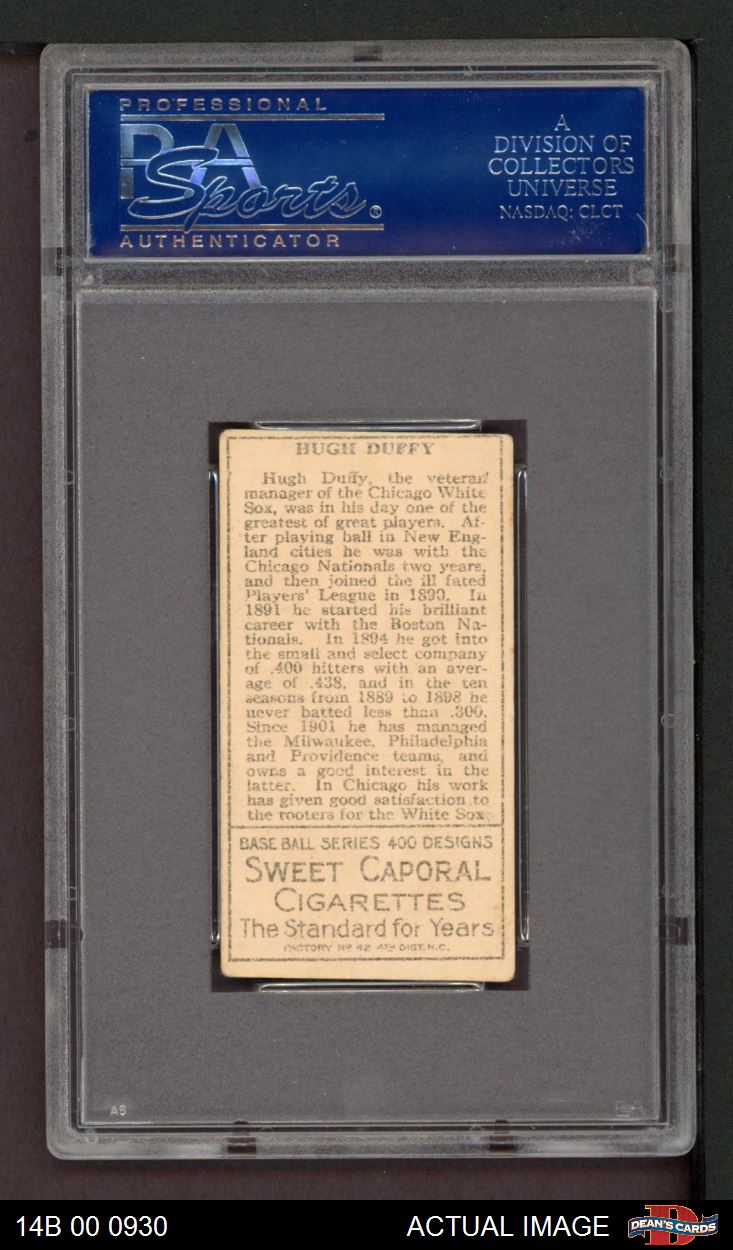 PROFESSIONAL
PSA
Sports®
AUTHENTICATOR
A
DIVISION OF
COLLECTORS
UNIVERSE
NASDAQ: CLCT
HUGH DUFFY
Hugh Duffy, the veteran
manager of the Chicago White
Sox, was in his day one of the
greatest of great players. Af-
ter playing ball in New Eng-
land cities he was with the
Chicago Nationals two years,
and then joined the ill fated
Players' League in 1890. In
1891 he started his brilliant
career with the Boston Na-
tionals. In 1894 he got into
the small and select company
of .400 hitters with an aver-
age of .438, and in the ten
seasons from 1889 to 1898 he
never batted less than .300.
Since 1901 he has managed
the Milwaukee, Philadelphia
and Providence teams, and
owns a good interest in the
latter. In Chicago his work
has given good satisfaction to
the rooters for the White Sox.
BASE BALL SERIES 400 DESIGNS
SWEET CAPORAL
CIGARETTES
The Standard for Years
FACTORY Nº 42 4TH DIST. N.C.
A5
14B 00 0930
ACTUAL IMAGE
D
DEAN'S CARDS